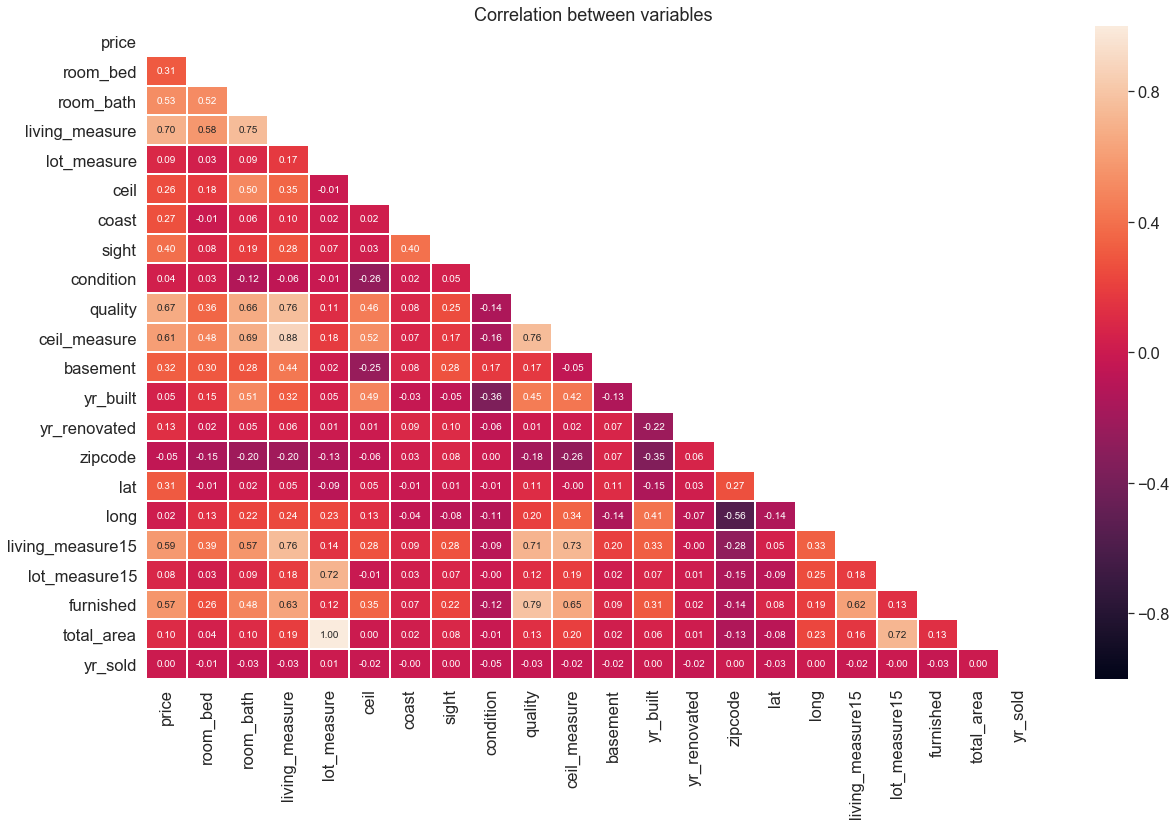 Correlation between variables
price
room_bed 0.31
room_bath 0.53 0.52
living_measure 0.70 0.58 0.75
lot_measure 0.09 0.03 0.09 0.17
ceil 0.26 0.18 0.50 0.35 -0.01
coast 0.27 -0.01 0.06 0.10 0.02 0.02
sight 0.40 0.08 0.19 0.28 0.07 0.03 0.40
condition 0.04 0.03 -0.12 -0.06 -0.01 -0.26 0.02 0.05
quality 0.67 0.36 0.66 0.76 0.11 0.46 0.08 0.25 -0.14
ceil_measure 0.61 0.48 0.69 0.88 0.18 0.52 0.07 0.17 -0.16 0.76
basement 0.32 0.30 0.28 0.44 0.02 -0.25 0.08 0.28 0.17 0.17 -0.05
yr_built 0.05 0.15 0.51 0.32 0.05 0.49 -0.03 -0.05 -0.36 0.45 0.42 -0.13
yr_renovated 0.13 0.02 0.05 0.06 0.01 0.01 0.09 0.10 -0.06 0.01 0.02 0.07 -0.22
zipcode -0.05 -0.15 -0.20 -0.20 -0.13 -0.06 0.03 0.08 0.00 -0.18 -0.26 0.07 -0.35 0.06
lat 0.31 -0.01 0.02 0.05 -0.09 0.05 -0.01 0.01 -0.01 0.11 -0.00 0.11 -0.15 0.03 0.27
long 0.02 0.13 0.22 0.24 0.23 0.13 -0.04 -0.08 -0.11 0.20 0.34 -0.14 0.41 -0.07 -0.56 -0.14
living_measure15 0.59 0.39 0.57 0.76 0.14 0.28 0.09 0.28 -0.09 0.71 0.73 0.20 0.33 -0.00 -0.28 0.05 0.33
lot_measure15 0.08 0.03 0.09 0.18 0.72 -0.01 0.03 0.07 -0.00 0.12 0.19 0.02 0.07 0.01 -0.15 -0.09 0.25 0.18
furnished 0.57 0.26 0.48 0.63 0.12 0.35 0.07 0.22 -0.12 0.79 0.65 0.09 0.31 0.02 -0.14 0.08 0.19 0.62 0.13
total_area 0.10 0.04 0.10 0.19 1.00 0.00 0.02 0.08 -0.01 0.13 0.20 0.02 0.06 0.01 -0.13 -0.08 0.23 0.16 0.72 0.13
yr_sold 0.00 -0.01 -0.03 -0.03 0.01 -0.02 -0.00 0.00 -0.05 -0.03 -0.02 -0.02 0.00 -0.02 0.00 -0.03 0.00 -0.02 -0.00 -0.03 0.00
price room_bed room_bath living_measure lot_measure ceil coast sight condition quality ceil_measure basement yr_built yr_renovated zipcode lat long living_measure15 lot_measure15 furnished total_area yr_sold
0.8
0.4
0.0
−0.4
−0.8